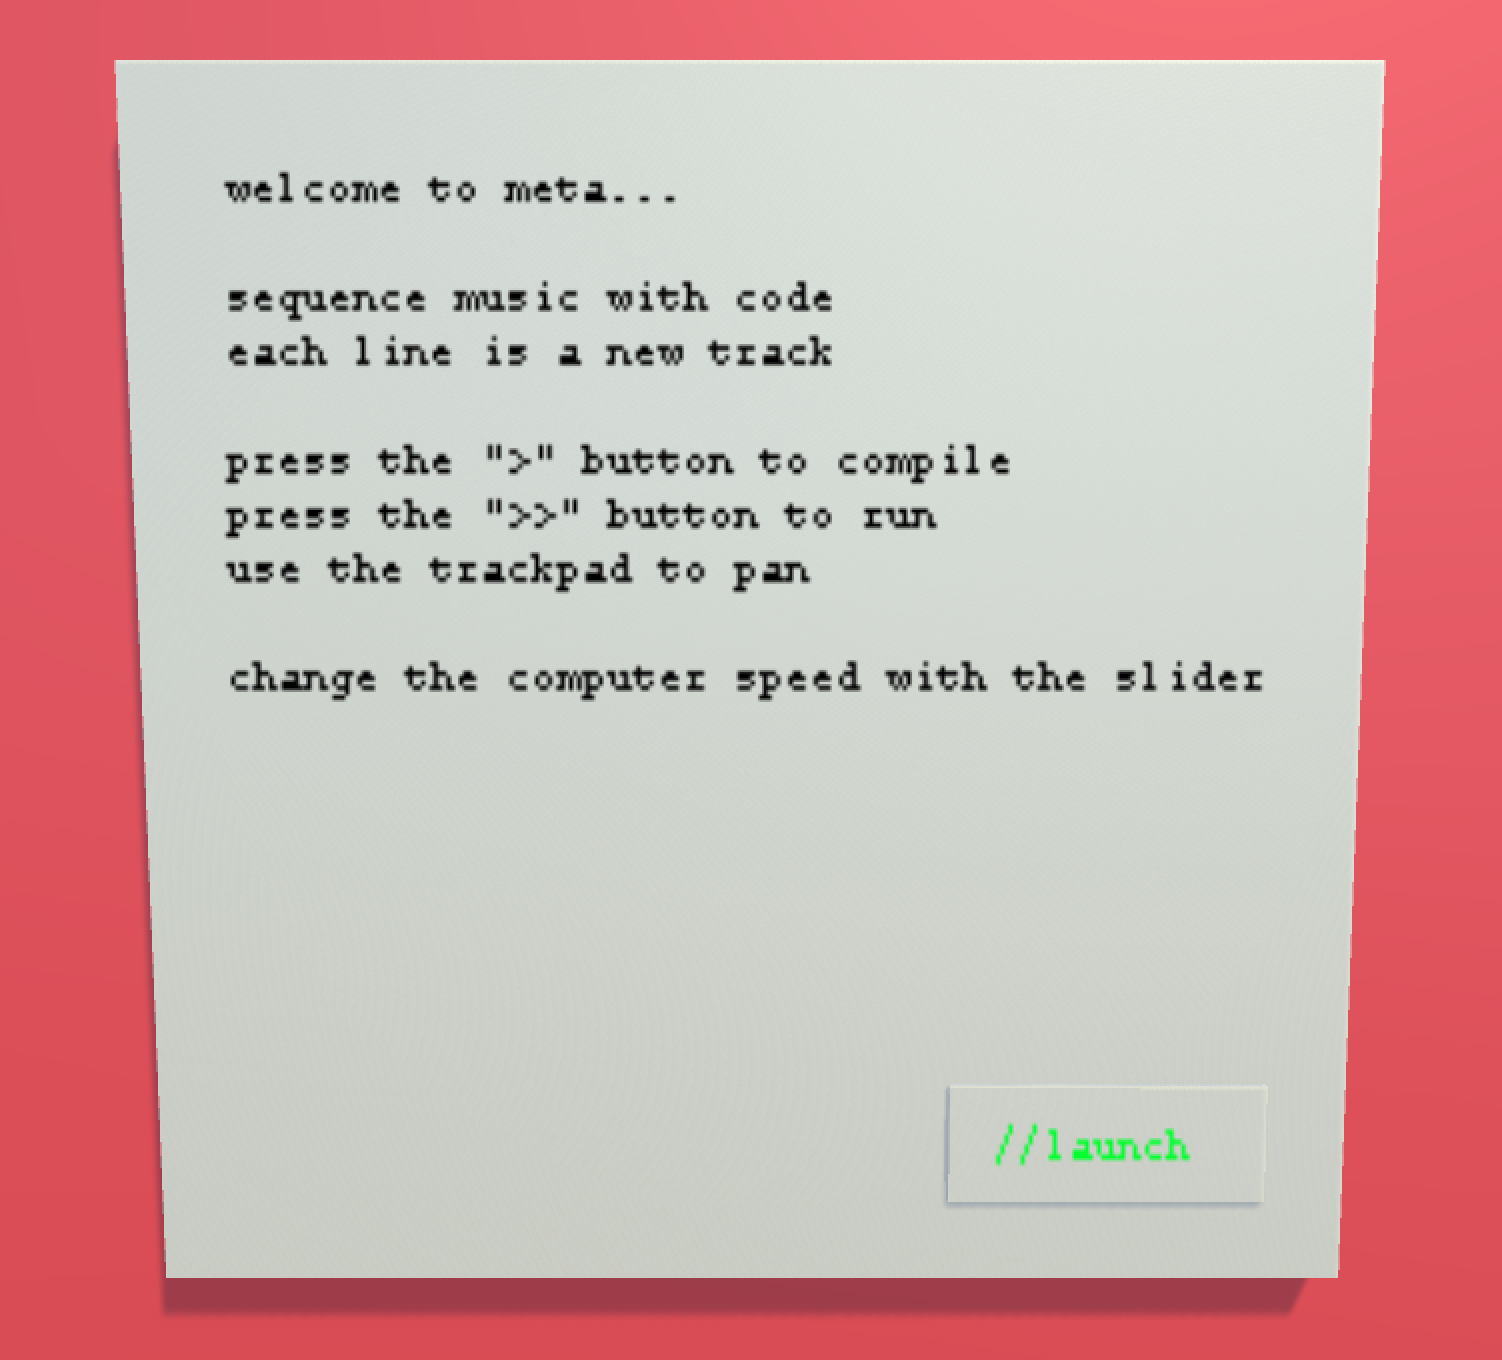 welcome to meta...
sequence music with code
each line is a new track
press the ">" button to compile
press the ">>" button to run
use the trackpad to pan
change the computer speed with the slider
//launch